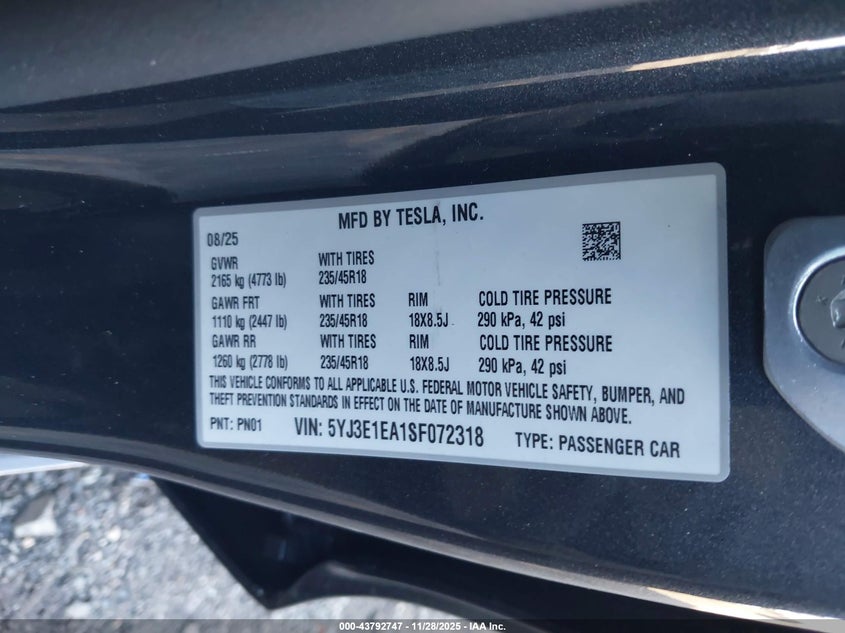 MFD BY TESLA, INC.
08/25
GVWR WITH TIRES
2165 kg (4773 lb) 235/45R18
GAWR FRT WITH TIRES RIM COLD TIRE PRESSURE
1110 kg (2447 lb) 235/45R18 18X8.5J 290 kPa, 42 psi
GAWR RR WITH TIRES RIM COLD TIRE PRESSURE
1260 kg (2778 lb) 235/45R18 18X8.5J 290 kPa, 42 psi
THIS VEHICLE CONFORMS TO ALL APPLICABLE U.S. FEDERAL MOTOR VEHICLE SAFETY, BUMPER, AND
THEFT PREVENTION STANDARDS IN EFFECT ON THE DATE OF MANUFACTURE SHOWN ABOVE.
PNT: PN01 VIN: 5YJ3E1EA1SF072318 TYPE: PASSENGER CAR
000-43792747 - 11/28/2025 - IAA Inc.